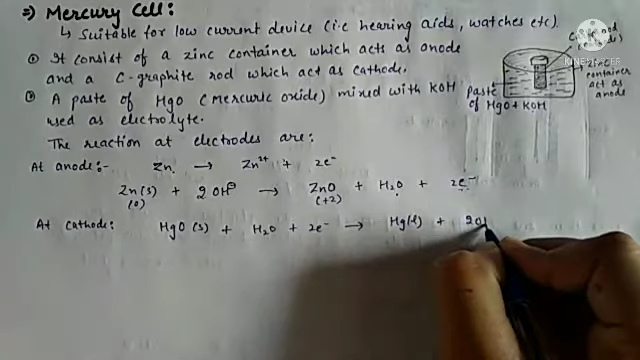 ⇒) Mercury Cell:
↳ Suitable for low current device (i.e hearing aids, watches etc).
① It consist of a zinc container which acts as anode
and a C-graphite rod which act as cathode.
② A paste of HgO (Mercuric oxide) mixed with KOH
used as electrolyte.
The reaction at electrodes are:
At anode:- Zn → Zn²⁺ + 2e⁻
Zn(s) + 2OH⊖ → ZnO + H₂O + 2e⁻
(0) (+2)
At cathode: HgO(s) + H₂O + 2e⁻ → Hg(l) + 2OH
container
act as
anode
paste
of HgO + KOH
KINEMASTER